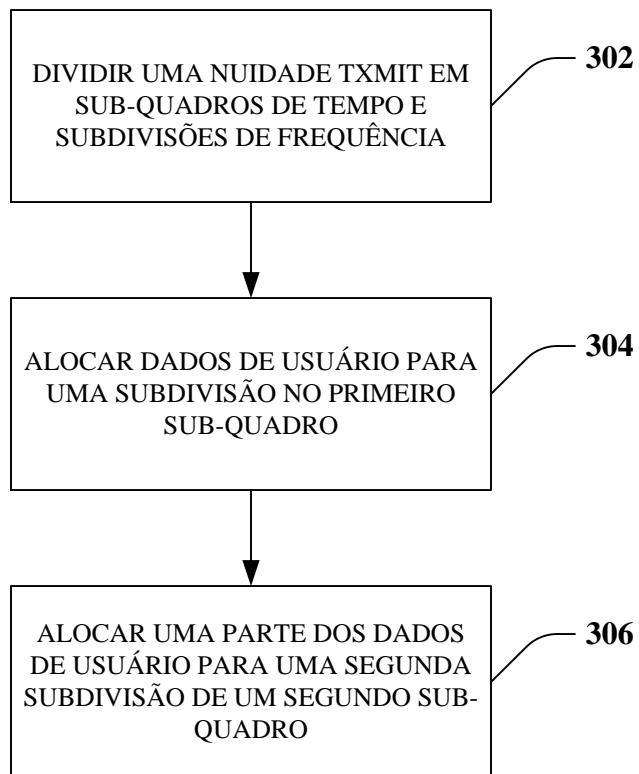 DIVIDIR UMA NUIDADE TXMIT EM
SUB-QUADROS DE TEMPO E
SUBDIVISÕES DE FREQUÊNCIA
302
ALOCAR DADOS DE USUÁRIO PARA
UMA SUBDIVISÃO NO PRIMEIRO
SUB-QUADRO
304
ALOCAR UMA PARTE DOS DADOS
DE USUÁRIO PARA UMA SEGUNDA
SUBDIVISÃO DE UM SEGUNDO SUB-
QUADRO
306